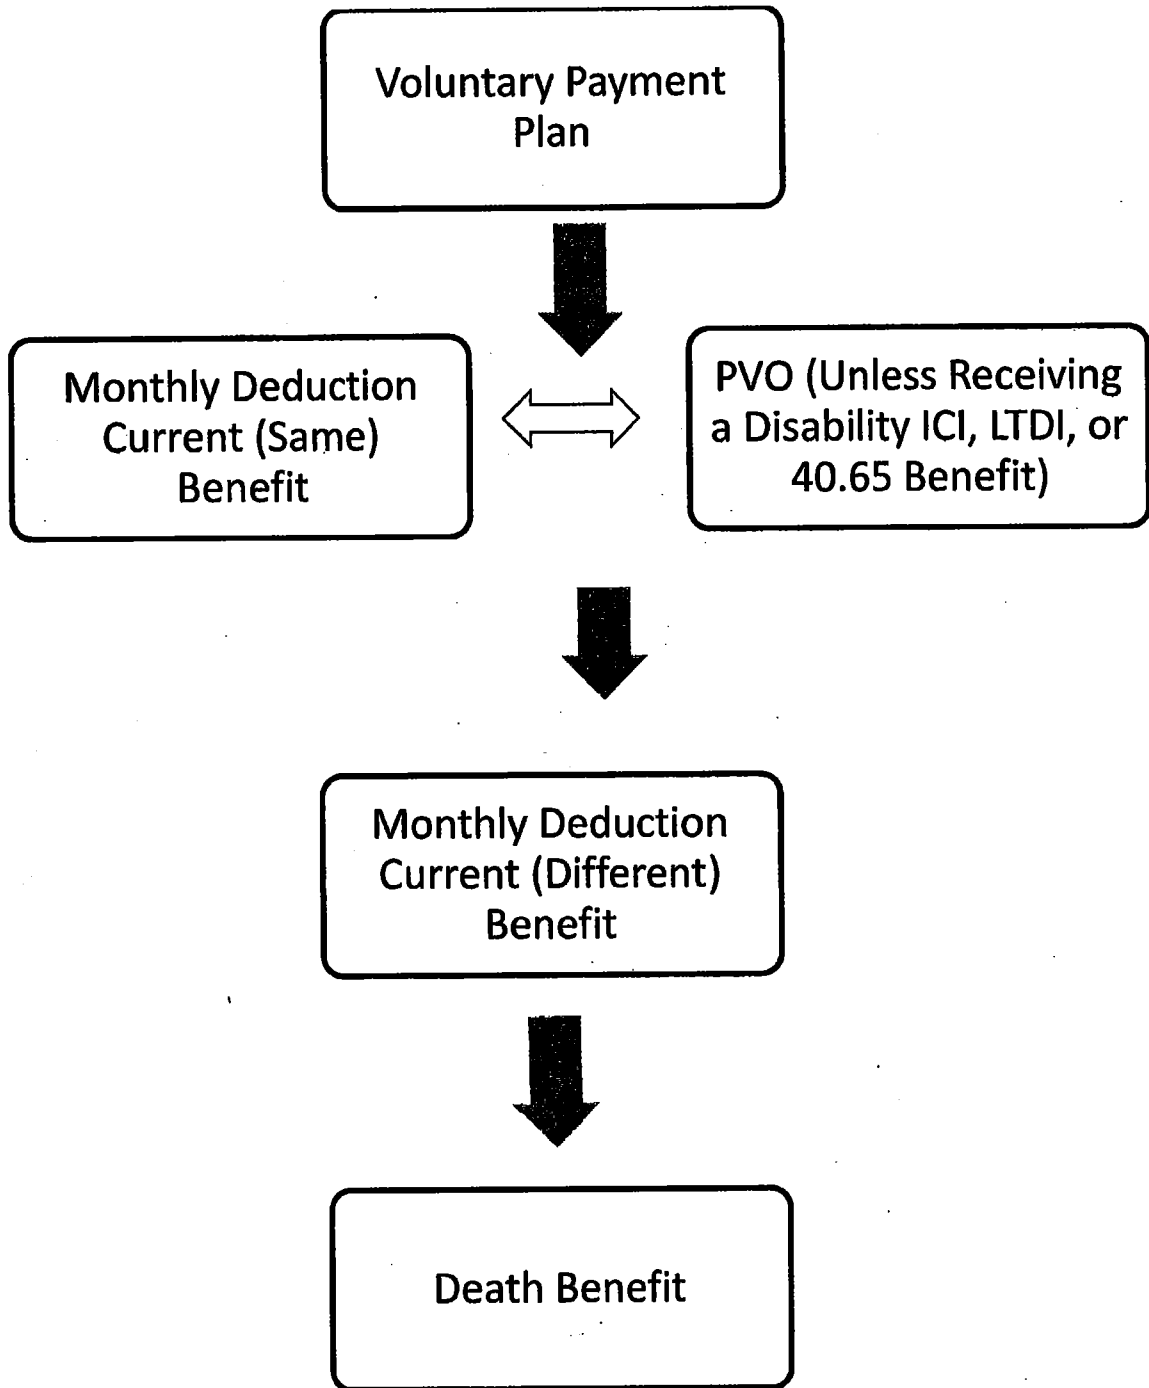 Voluntary Payment
Plan
Monthly Deduction
Current (Same)
Benefit
PVO (Unless Receiving
a Disability ICI, LTDI, or
40.65 Benefit)
Monthly Deduction
Current (Different)
Benefit
Death Benefit